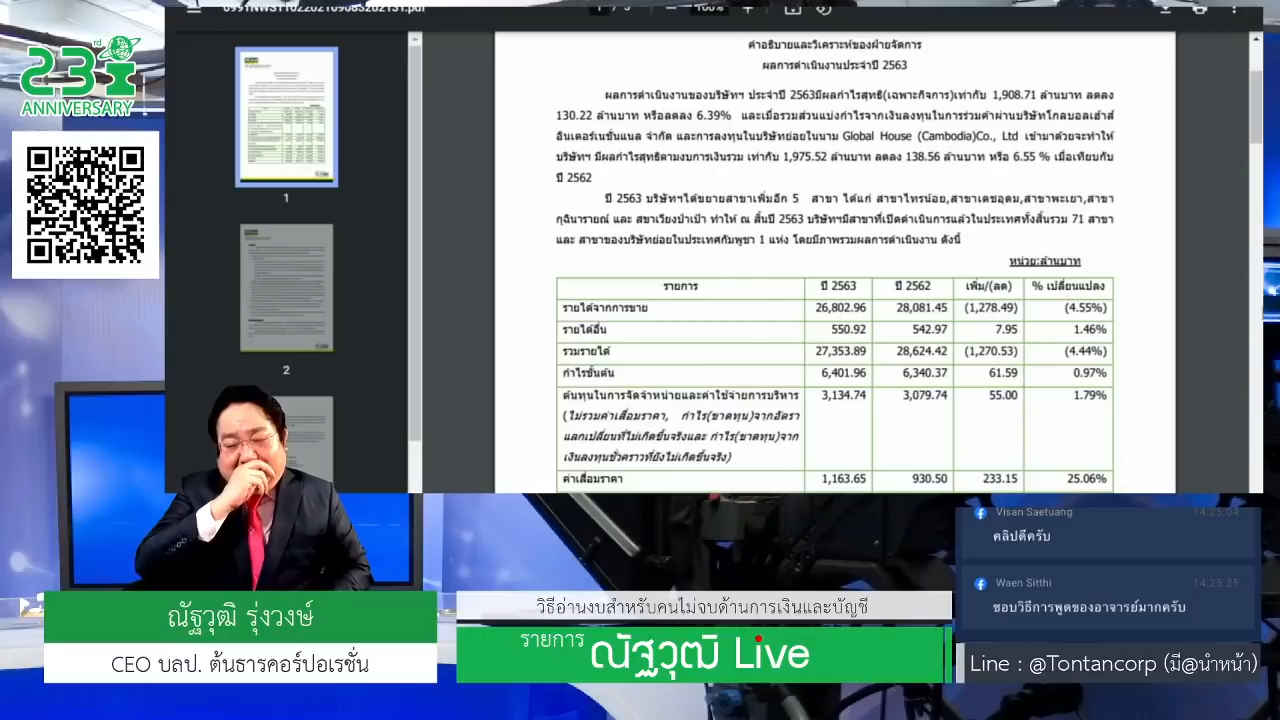 0991NWS110220210908320213T.pdf
1 / 3
100%
23rd
ANNIVERSARY
คำอธิบายและวิเคราะห์ของฝ่ายจัดการ
ผลการดำเนินงานประจำปี 2563
ผลการดำเนินงานของบริษัทฯ ประจำปี 2563มีผลกำไรสุทธิ(เฉพาะกิจการ)เท่ากับ 1,908.71 ล้านบาท ลดลง
130.22 ล้านบาท หรือลดลง 6.39% และเมื่อรวมส่วนแบ่งกำไรจากเงินลงทุนในการร่วมค้าผ่านบริษัทโกลบอลเฮ้าส์
อินเตอร์เนชั่นแนล จำกัด และการลงทุนในบริษัทย่อยในนาม Global House (Cambodia)Co., Ltd เข้ามาด้วยจะทำให้
บริษัทฯ มีผลกำไรสุทธิตามงบการเงินรวม เท่ากับ 1,975.52 ล้านบาท ลดลง 138.56 ล้านบาท หรือ 6.55 % เมื่อเทียบกับ
ปี 2562
ปี 2563 บริษัทฯได้ขยายสาขาเพิ่มอีก 5 สาขา ได้แก่ สาขาไทรน้อย,สาขาเดชอุดม,สาขาพะเยา,สาขา
กุฉินารายณ์ และ สขาเวียงป่าเป้า ทำให้ ณ สิ้นปี 2563 บริษัทฯมีสาขาที่เปิดดำเนินการแล้วในประเทศทั้งสิ้นรวม 71 สาขา
และ สาขาของบริษัทย่อยในประเทศกัมพูชา 1 แห่ง โดยมีภาพรวมผลการดำเนินงาน ดังนี้
หน่วย:ล้านบาท
รายการ ปี 2563 ปี 2562 เพิ่ม/(ลด) % เปลี่ยนแปลง
รายได้จากการขาย 26,802.96 28,081.45 (1,278.49) (4.55%)
รายได้อื่น 550.92 542.97 7.95 1.46%
รวมรายได้ 27,353.89 28,624.42 (1,270.53) (4.44%)
กำไรขั้นต้น 6,401.96 6,340.37 61.59 0.97%
ต้นทุนในการจัดจำหน่ายและค่าใช้จ่ายการบริหาร 3,134.74 3,079.74 55.00 1.79%
(ไม่รวมค่าเสื่อมราคา, กำไร(ขาดทุน)จากอัตรา
แลกเปลี่ยนที่ไม่เกิดขึ้นจริงและ กำไร(ขาดทุน)จาก
เงินลงทุนชั่วคราวที่ยังไม่เกิดขึ้นจริง)
ค่าเสื่อมราคา 1,163.65 930.50 233.15 25.06%
1
2
Visan Saetuang 14:25:04
คลิปดีครับ
Waen Sitthi 14:25:25
ชอบวิธีการพูดของอาจารย์มากครับ
ณัฐวุฒิ รุ่งวงษ์
CEO บลป. ต้นธารคอร์ปอเรชั่น
วิธีอ่านงบสำหรับคนไม่จบด้านการเงินและบัญชี
รายการ ณัฐวุฒิ Live
Line : @Tontancorp (มี@นำหน้า)